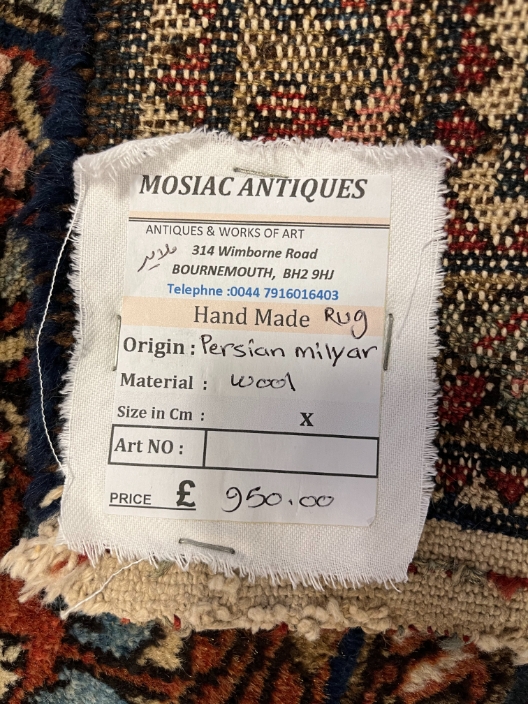 MOSIAC ANTIQUES
ANTIQUES & WORKS OF ART
314 Wimborne Road
ملایر
BOURNEMOUTH, BH2 9HJ
Telephne :0044 7916016403
Hand Made Rug
Origin : Persian milyar
Material : wool
Size in Cm : X
Art NO :
PRICE £ 950.00